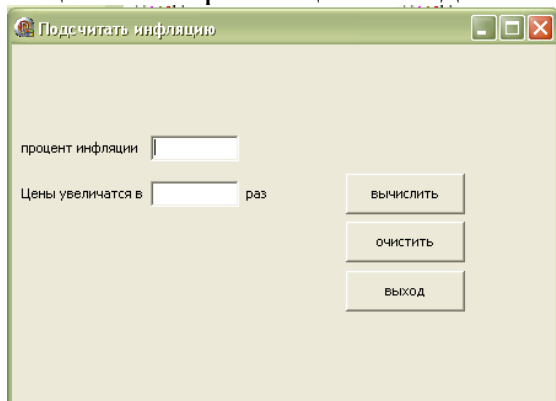 Подсчитать инфляцию
процент инфляции
Цены увеличатся в раз
вычислить
очистить
выход